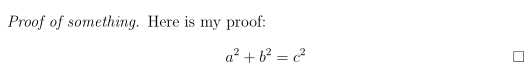 Proof of something. Here is my proof:
a² + b² = c² □